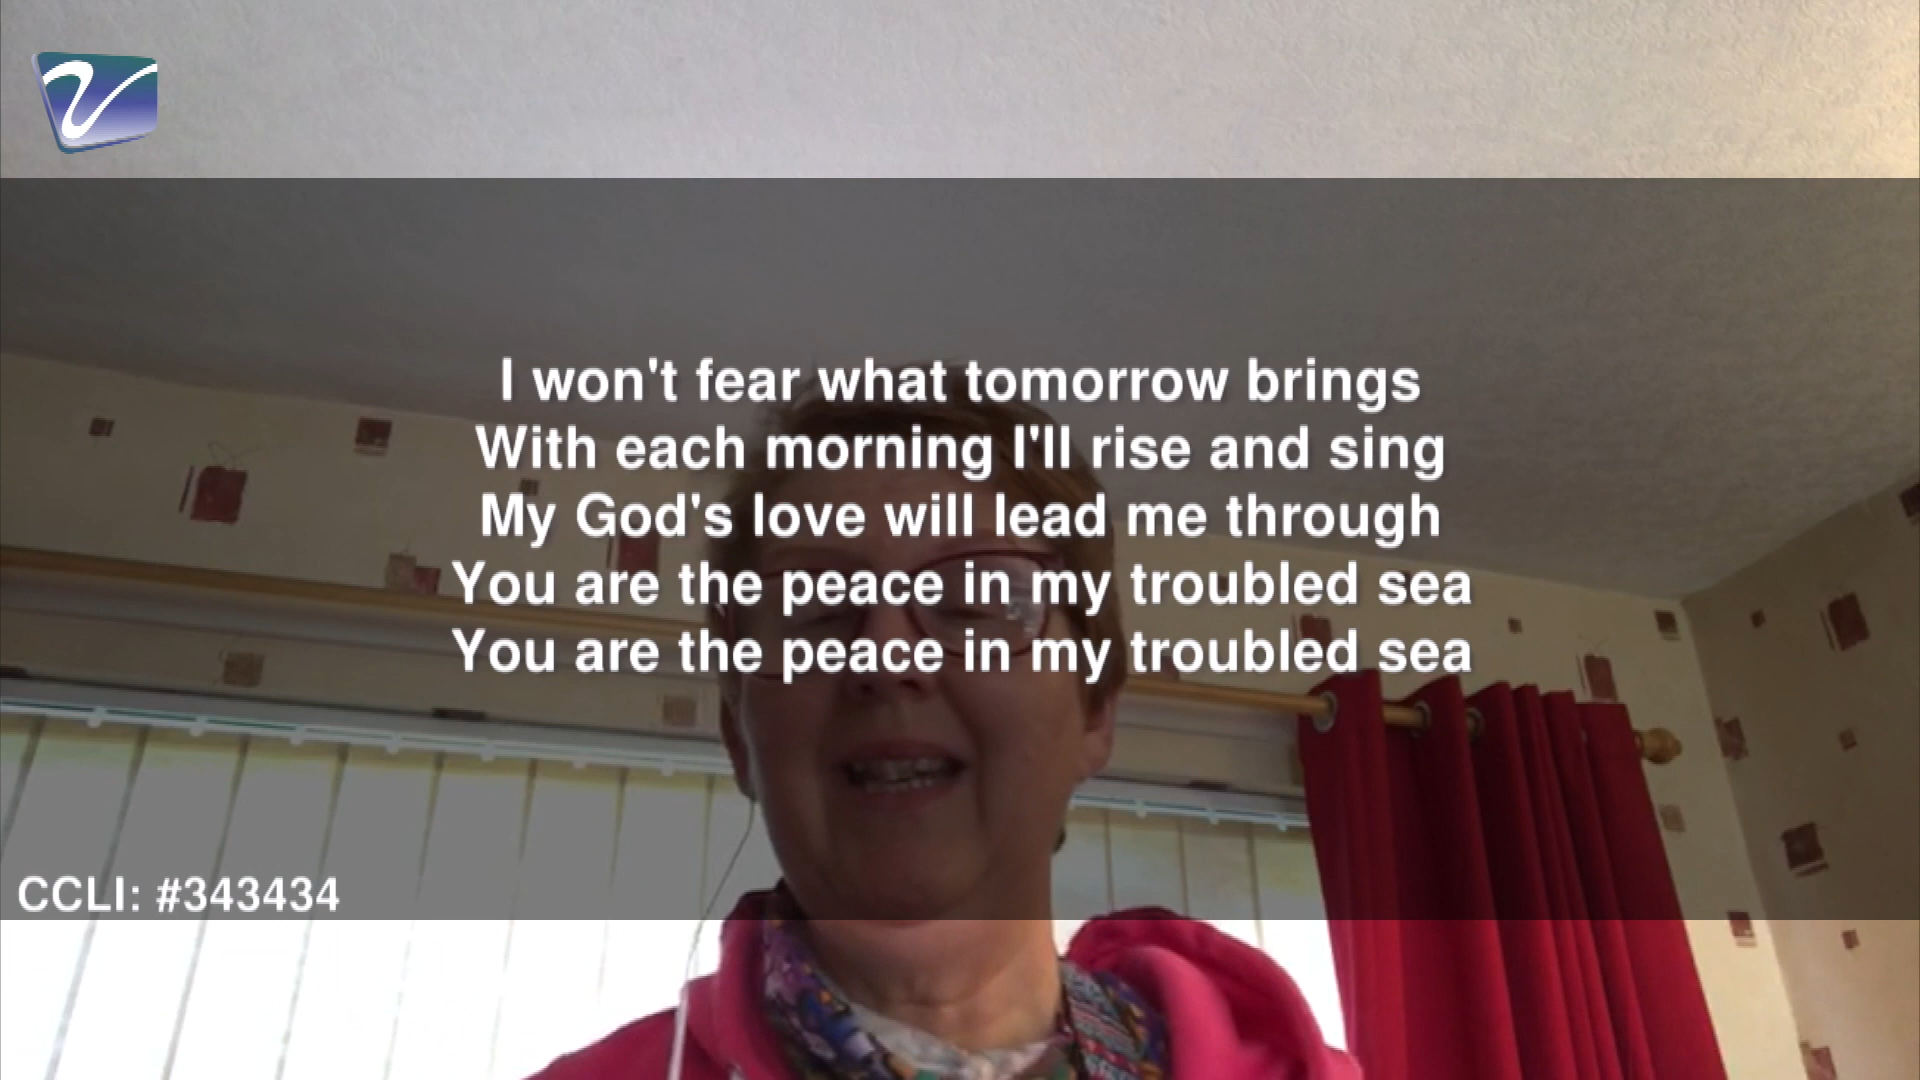 I won't fear what tomorrow brings
With each morning I'll rise and sing
My God's love will lead me through
You are the peace in my troubled sea
You are the peace in my troubled sea
CCLI: #343434